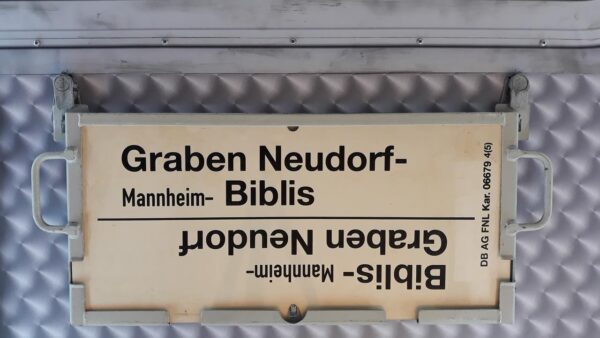 Graben Neudorf-
Mannheim- Biblis
Biblis- Mannheim-
Graben Neudorf
DB AG FNL Kar. 06679 4(5)